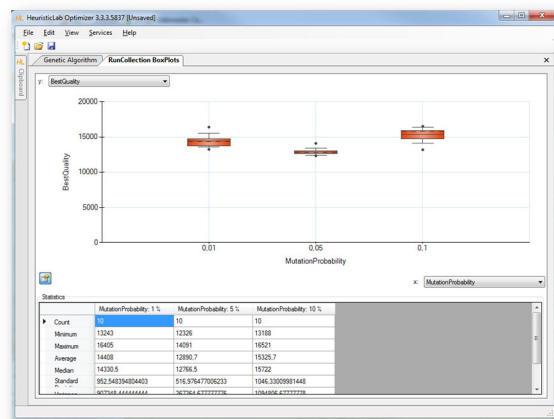 HeuristicLab Optimizer 3.3.3.5837 [Unsaved]
File Edit View Services Help
Clipboard
Genetic Algorithm RunCollection BoxPlots
y: BestQuality
20000
15000
10000
5000
0
BestQuality
0,01 0,05 0,1
MutationProbability
x: MutationProbability
Statistics
MutationProbability: 1 % MutationProbability: 5 % MutationProbability: 10 %
Count 10 10 10
Minimum 13243 12326 13188
Maximum 16405 14091 16521
Average 14408 12890,7 15325,7
Median 14330,5 12766,5 15722
Standard 952,548394804403 516,976477006233 1046,33009981448